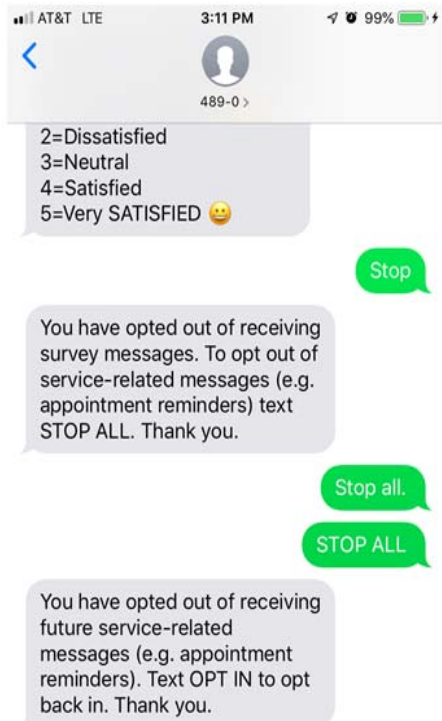 AT&T LTE 3:11 PM 99%
489-0 >
2=Dissatisfied
3=Neutral
4=Satisfied
5=Very SATISFIED 😀
Stop
You have opted out of receiving
survey messages. To opt out of
service-related messages (e.g.
appointment reminders) text
STOP ALL. Thank you.
Stop all.
STOP ALL
You have opted out of receiving
future service-related
messages (e.g. appointment
reminders). Text OPT IN to opt
back in. Thank you.